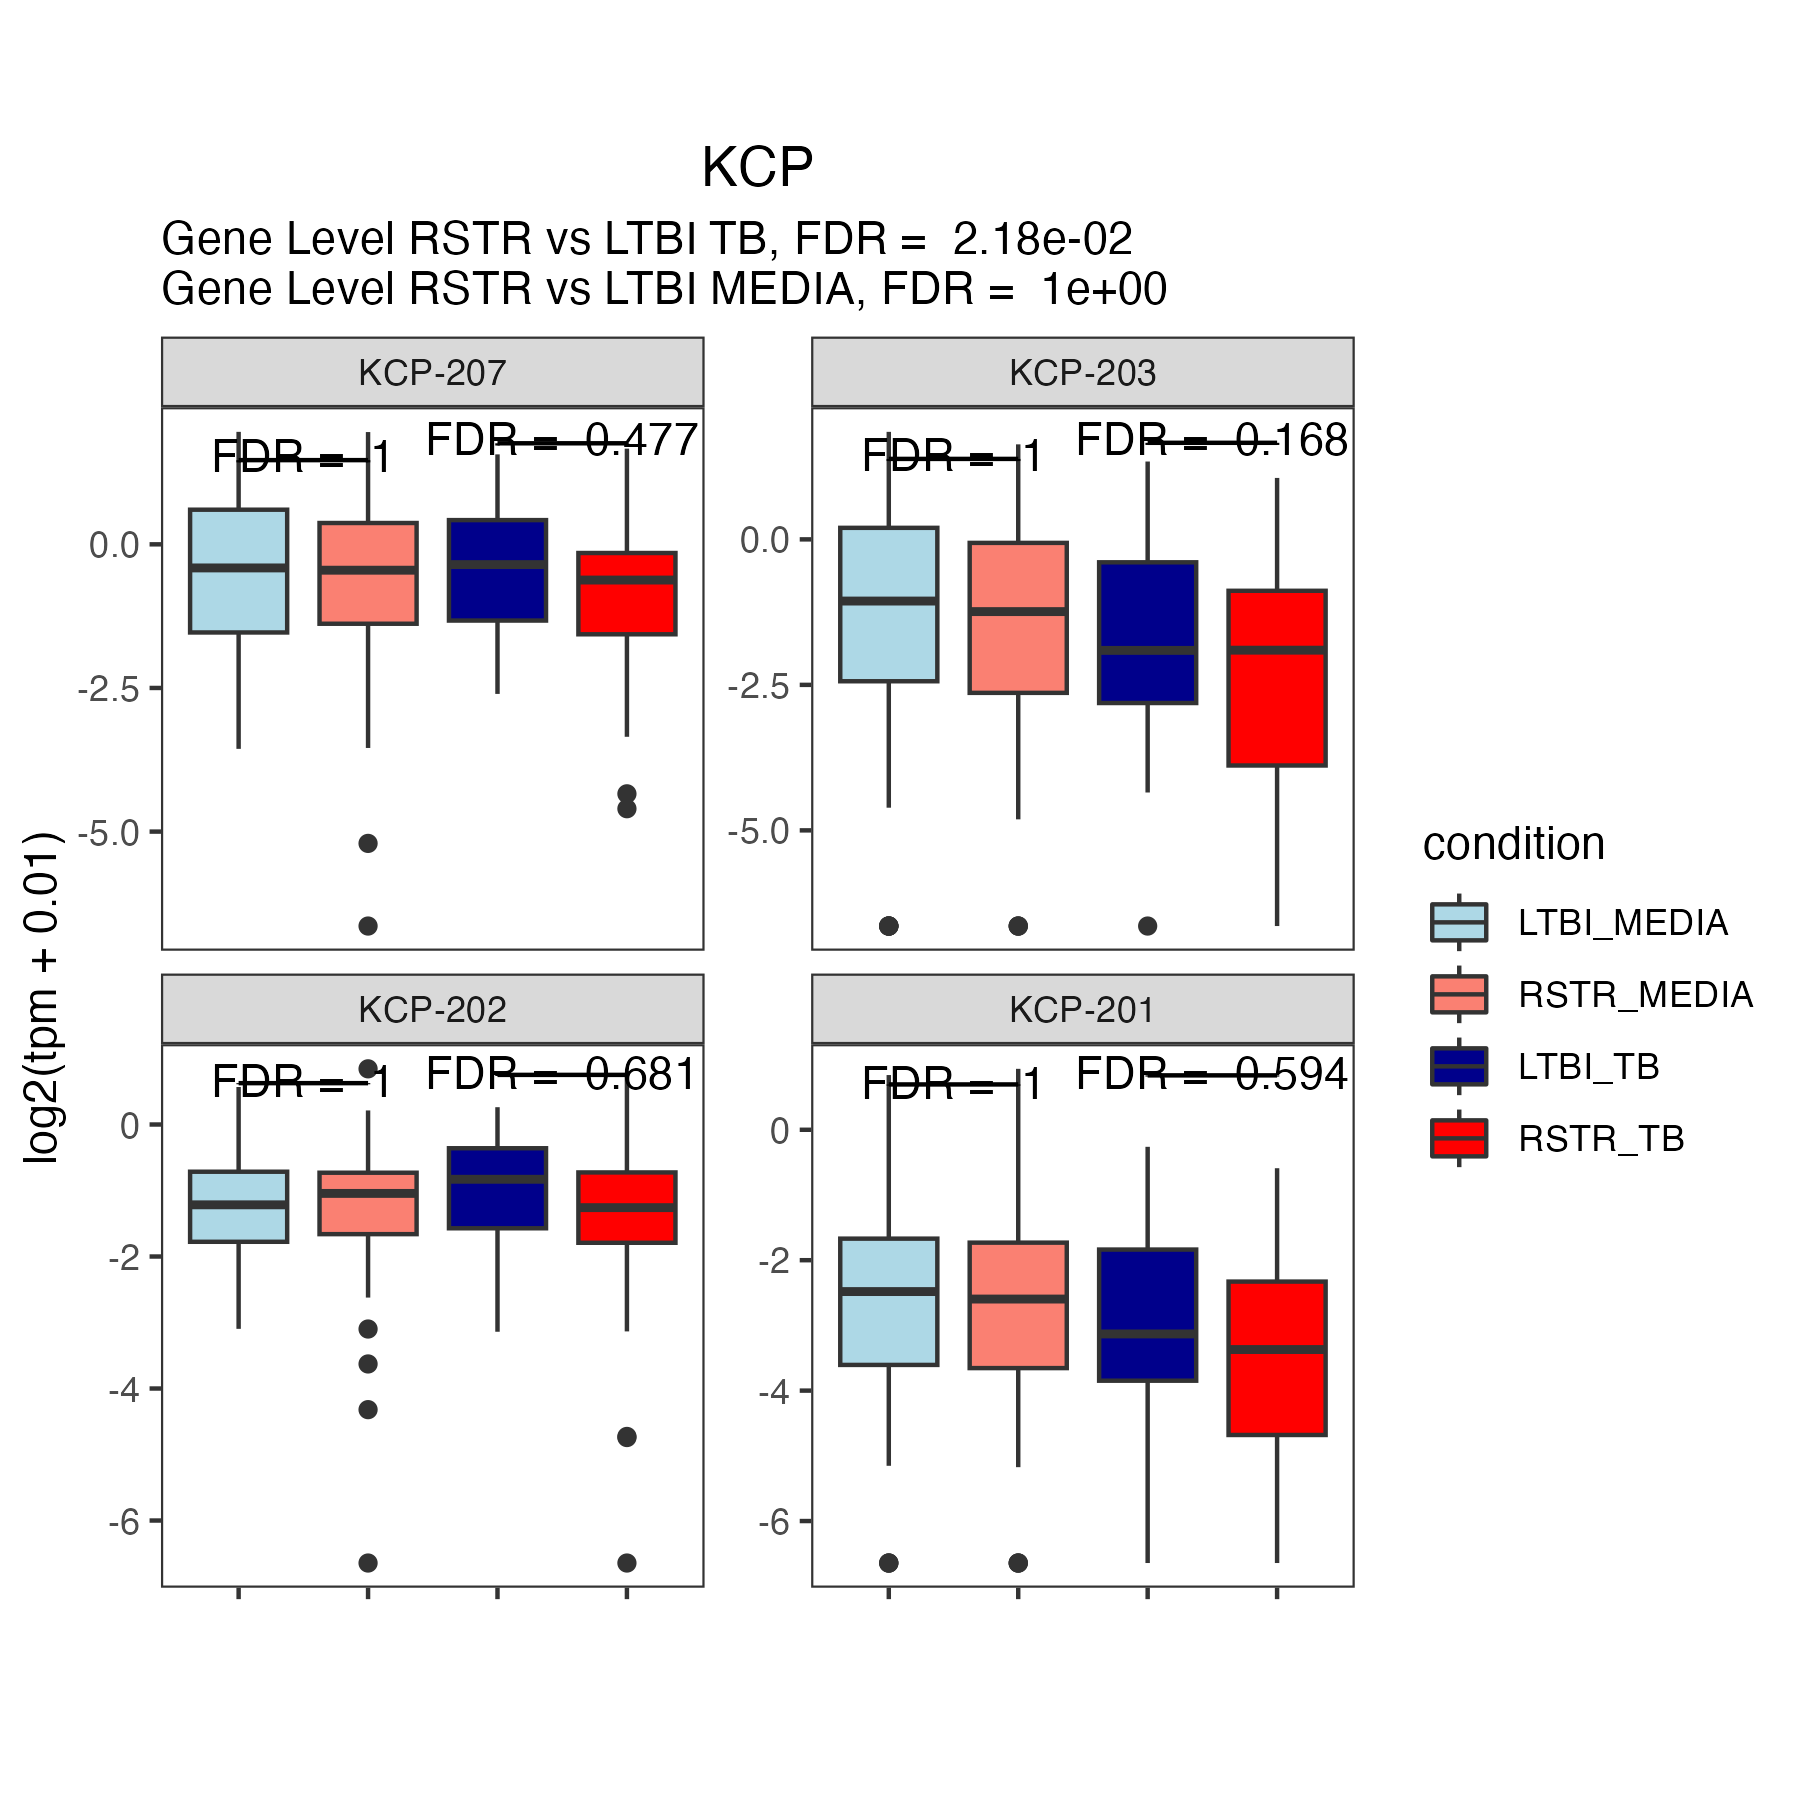 KCP
Gene Level RSTR vs LTBI TB, FDR =  2.18e-02
Gene Level RSTR vs LTBI MEDIA, FDR =  1e+00
KCP-207
FDR =  1
FDR =  0.477
0.0
-2.5
-5.0
KCP-203
FDR =  1
FDR =  0.168
0.0
-2.5
-5.0
KCP-202
FDR =  1
FDR =  0.681
0
-2
-4
-6
KCP-201
FDR =  1
FDR =  0.594
0
-2
-4
-6
log2(tpm + 0.01)
condition
LTBI_MEDIA
RSTR_MEDIA
LTBI_TB
RSTR_TB